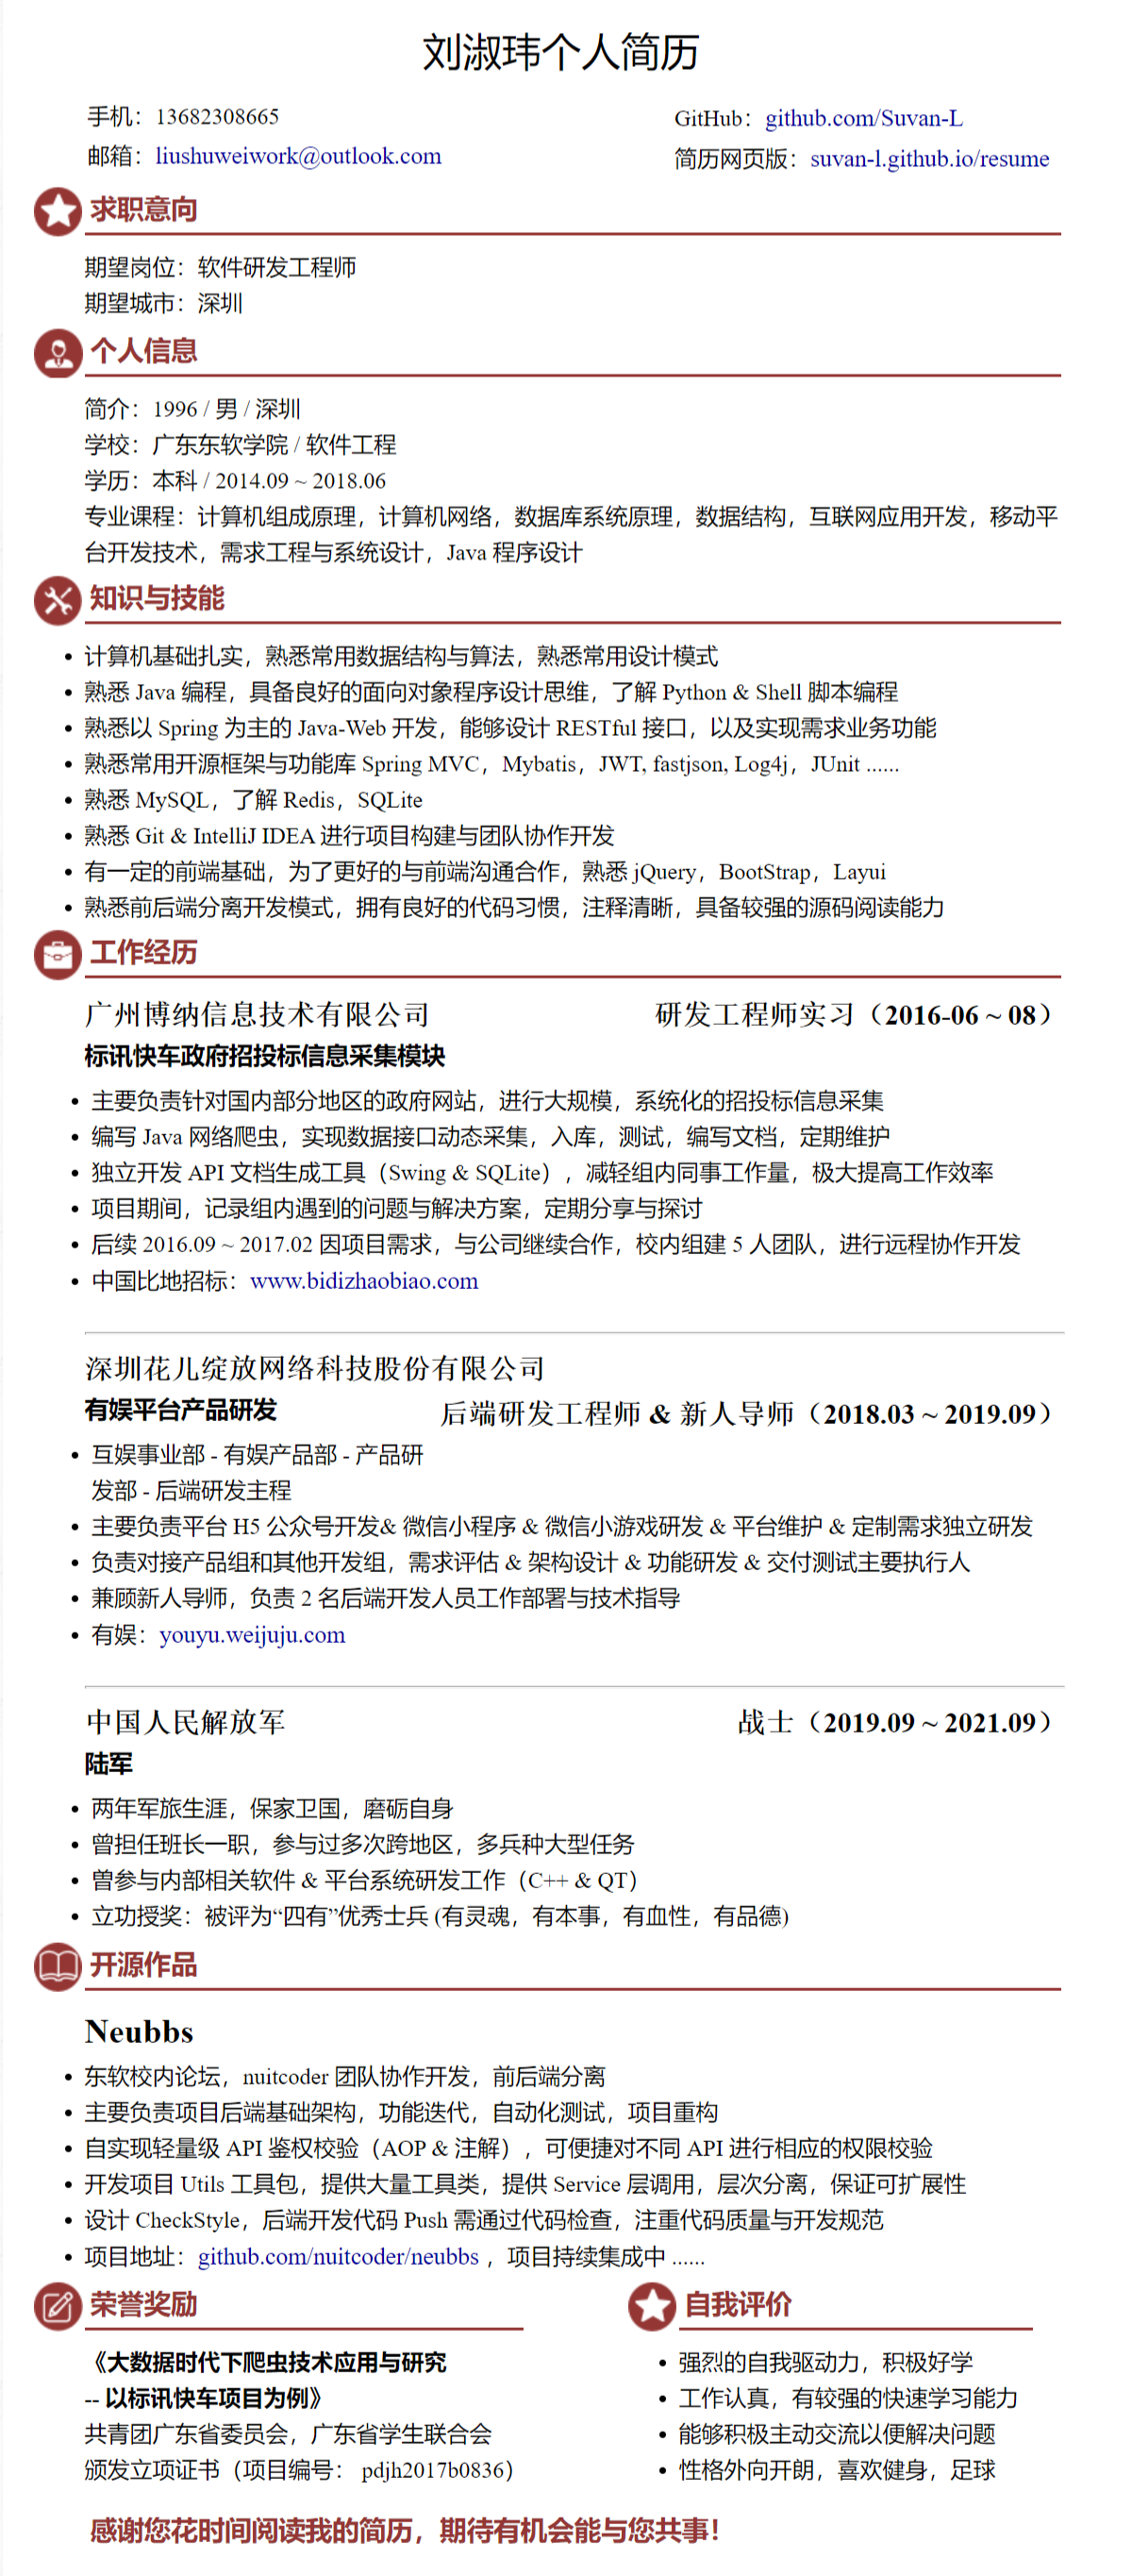 刘淑玮个人简历
手机：13682308665
GitHub：github.com/Suvan-L
邮箱：liushuweiwork@outlook.com
简历网页版：suvan-l.github.io/resume
求职意向
期望岗位：软件研发工程师
期望城市：深圳
个人信息
简介：1996 / 男 / 深圳
学校：广东东软学院 / 软件工程
学历：本科 / 2014.09 ~ 2018.06
专业课程：计算机组成原理，计算机网络，数据库系统原理，数据结构，互联网应用开发，移动平
台开发技术，需求工程与系统设计，Java 程序设计
知识与技能
• 计算机基础扎实，熟悉常用数据结构与算法，熟悉常用设计模式
• 熟悉 Java 编程，具备良好的面向对象程序设计思维，了解 Python & Shell 脚本编程
• 熟悉以 Spring 为主的 Java-Web 开发，能够设计 RESTful 接口，以及实现需求业务功能
• 熟悉常用开源框架与功能库 Spring MVC，Mybatis，JWT, fastjson, Log4j，JUnit ......
• 熟悉 MySQL，了解 Redis，SQLite
• 熟悉 Git & IntelliJ IDEA 进行项目构建与团队协作开发
• 有一定的前端基础，为了更好的与前端沟通合作，熟悉 jQuery，BootStrap，Layui
• 熟悉前后端分离开发模式，拥有良好的代码习惯，注释清晰，具备较强的源码阅读能力
工作经历
广州博纳信息技术有限公司 研发工程师实习（2016-06 ~ 08）
标讯快车政府招投标信息采集模块
• 主要负责针对国内部分地区的政府网站，进行大规模，系统化的招投标信息采集
• 编写 Java 网络爬虫，实现数据接口动态采集，入库，测试，编写文档，定期维护
• 独立开发 API 文档生成工具（Swing & SQLite），减轻组内同事工作量，极大提高工作效率
• 项目期间，记录组内遇到的问题与解决方案，定期分享与探讨
• 后续 2016.09 ~ 2017.02 因项目需求，与公司继续合作，校内组建 5 人团队，进行远程协作开发
• 中国比地招标：www.bidizhaobiao.com
深圳花儿绽放网络科技股份有限公司
有娱平台产品研发 后端研发工程师 & 新人导师（2018.03 ~ 2019.09）
• 互娱事业部 - 有娱产品部 - 产品研
发部 - 后端研发主程
• 主要负责平台 H5 公众号开发& 微信小程序 & 微信小游戏研发 & 平台维护 & 定制需求独立研发
• 负责对接产品组和其他开发组，需求评估 & 架构设计 & 功能研发 & 交付测试主要执行人
• 兼顾新人导师，负责 2 名后端开发人员工作部署与技术指导
• 有娱：youyu.weijuju.com
中国人民解放军 战士（2019.09 ~ 2021.09）
陆军
• 两年军旅生涯，保家卫国，磨砺自身
• 曾担任班长一职，参与过多次跨地区，多兵种大型任务
• 曾参与内部相关软件 & 平台系统研发工作（C++ & QT）
• 立功授奖：被评为“四有”优秀士兵 (有灵魂，有本事，有血性，有品德)
开源作品
Neubbs
• 东软校内论坛，nuitcoder 团队协作开发，前后端分离
• 主要负责项目后端基础架构，功能迭代，自动化测试，项目重构
• 自实现轻量级 API 鉴权校验（AOP & 注解），可便捷对不同 API 进行相应的权限校验
• 开发项目 Utils 工具包，提供大量工具类，提供 Service 层调用，层次分离，保证可扩展性
• 设计 CheckStyle，后端开发代码 Push 需通过代码检查，注重代码质量与开发规范
• 项目地址：github.com/nuitcoder/neubbs ，项目持续集成中 ......
荣誉奖励
《大数据时代下爬虫技术应用与研究
-- 以标讯快车项目为例》
共青团广东省委员会，广东省学生联合会
颁发立项证书（项目编号： pdjh2017b0836）
自我评价
• 强烈的自我驱动力，积极好学
• 工作认真，有较强的快速学习能力
• 能够积极主动交流以便解决问题
• 性格外向开朗，喜欢健身，足球
感谢您花时间阅读我的简历，期待有机会能与您共事！